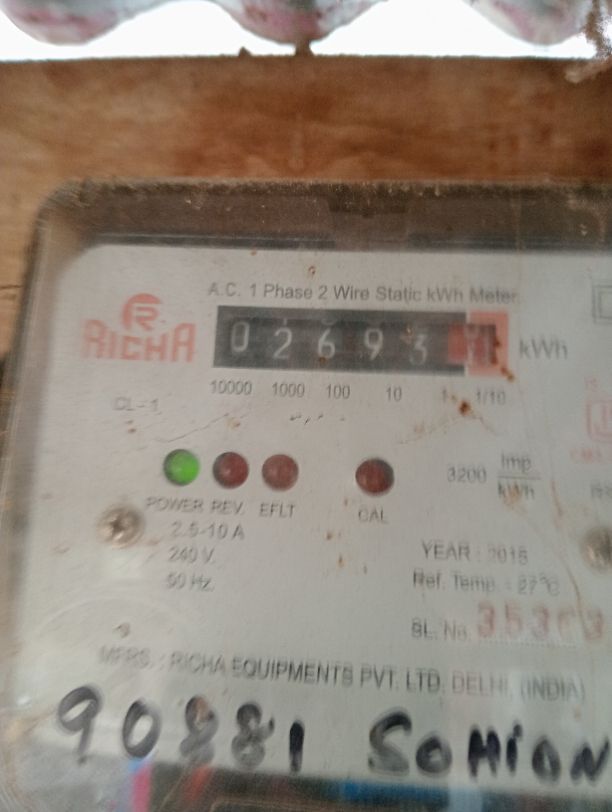 A.C. 1 Phase 2 Wire Static kWh Meter
RICHA
0 2 6 9 3 kWh
10000 1000 100 10 1 1/10
CL-1
3200 Imp/kWh
POWER REV. EFLT CAL
2.5-10 A
240 V.
50 Hz.
YEAR : 2015
Ref. Temp. : 27°C
SL. No.
MFRS. : RICHA EQUIPMENTS PVT. LTD. DELHI, (INDIA)
90881 SOHION